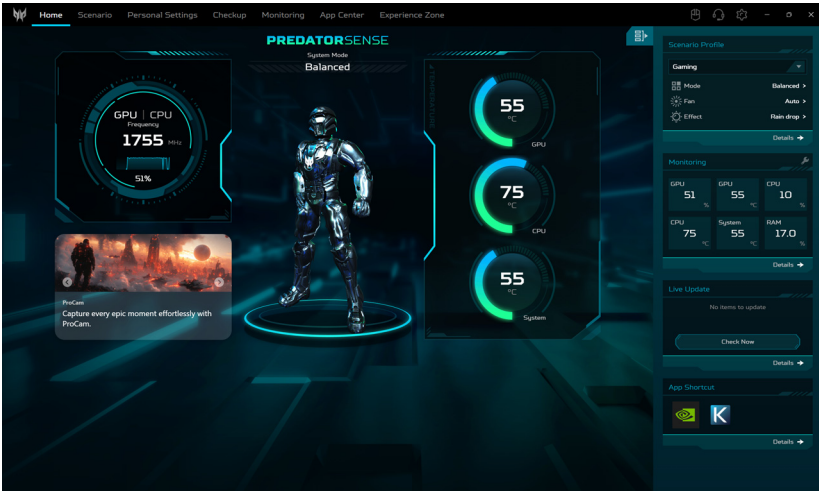 Home
Scenario
Personal Settings
Checkup
Monitoring
App Center
Experience Zone
PREDATORSENSE
System Mode
Balanced
GPU | CPU
Frequency
1755 MHz
51%
TEMPERATURE
55
°C
GPU
75
°C
CPU
55
°C
System
ProCam
Capture every epic moment effortlessly with
ProCam.
Scenario Profile
Gaming
Mode Balanced >
Fan Auto >
Effect Rain drop >
Details →
Monitoring
GPU GPU CPU
51 55 10
% °C %
CPU System RAM
75 55 17.0
°C °C %
Details →
Live Update
No items to update
Check Now
Details →
App Shortcut
K
Details →